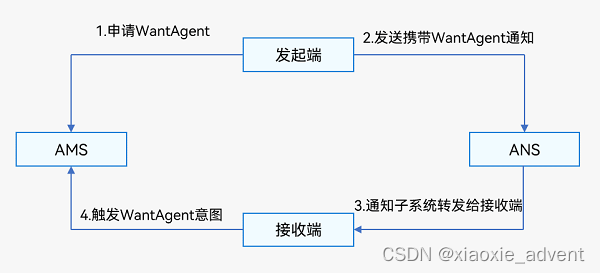 1.申请WantAgent
发起端
2.发送携带WantAgent通知
AMS
ANS
4.触发WantAgent意图
接收端
3.通知子系统转发给接收端
CSDN @xiaoxie_advent